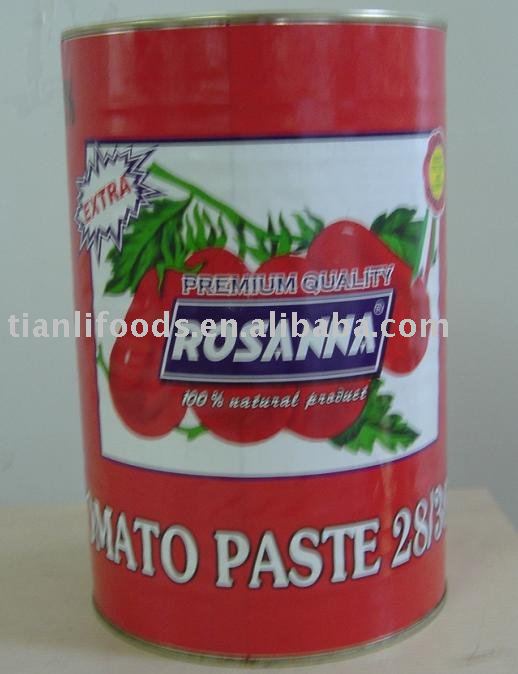 EXTRA
PREMIUM QUALITY
tianlifoods.en.alibaba.com
ROSANNA®
100% natural product
OMATO PASTE 28/3